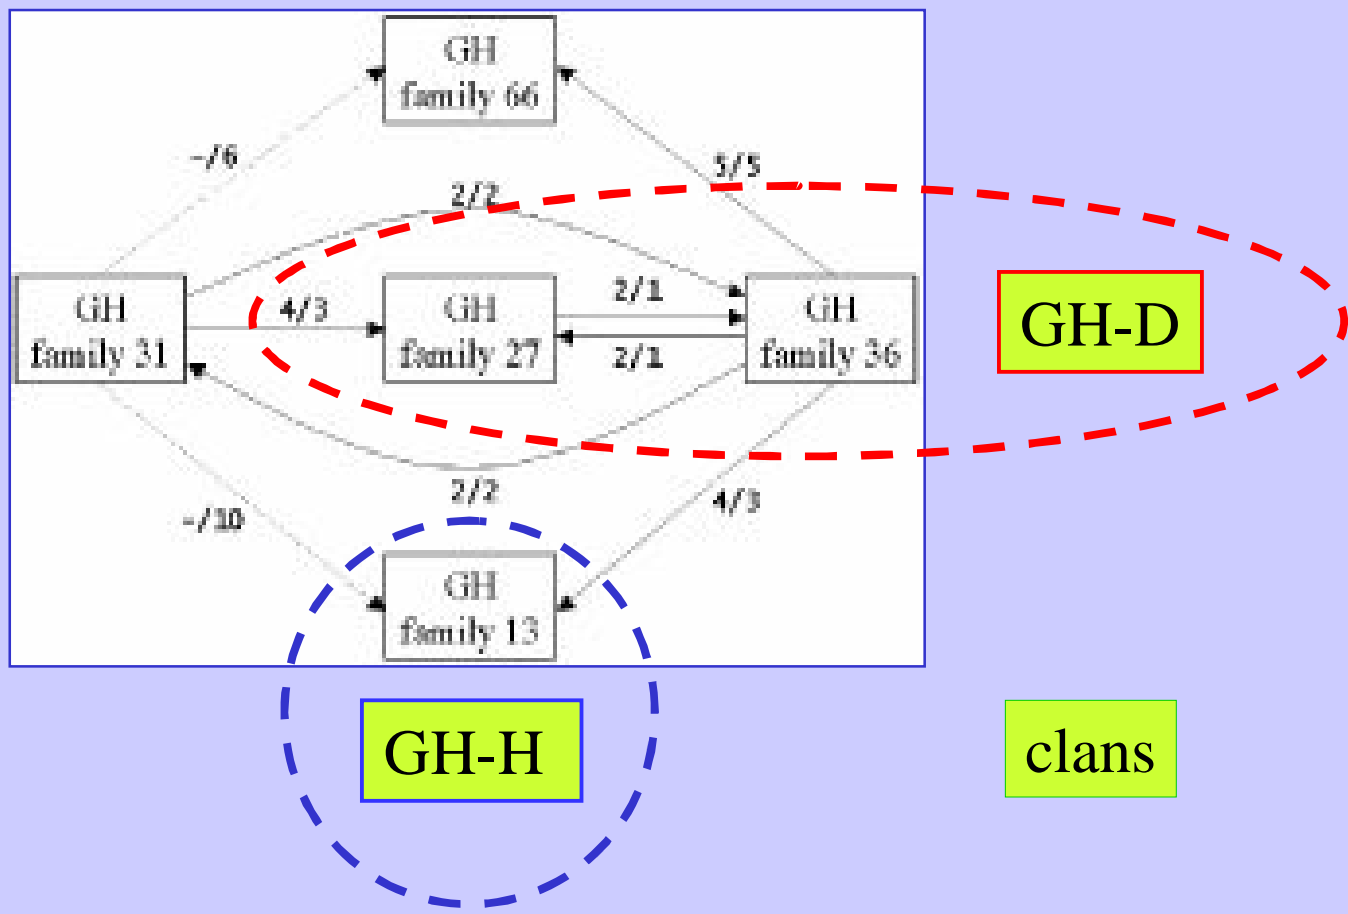 GH
family 66
-/6
5/5
2/2
GH
family 31
4/3
GH
family 27
2/1
2/1
GH
family 36
GH-D
2/2
-/10
4/3
GH
family 13
GH-H
clans